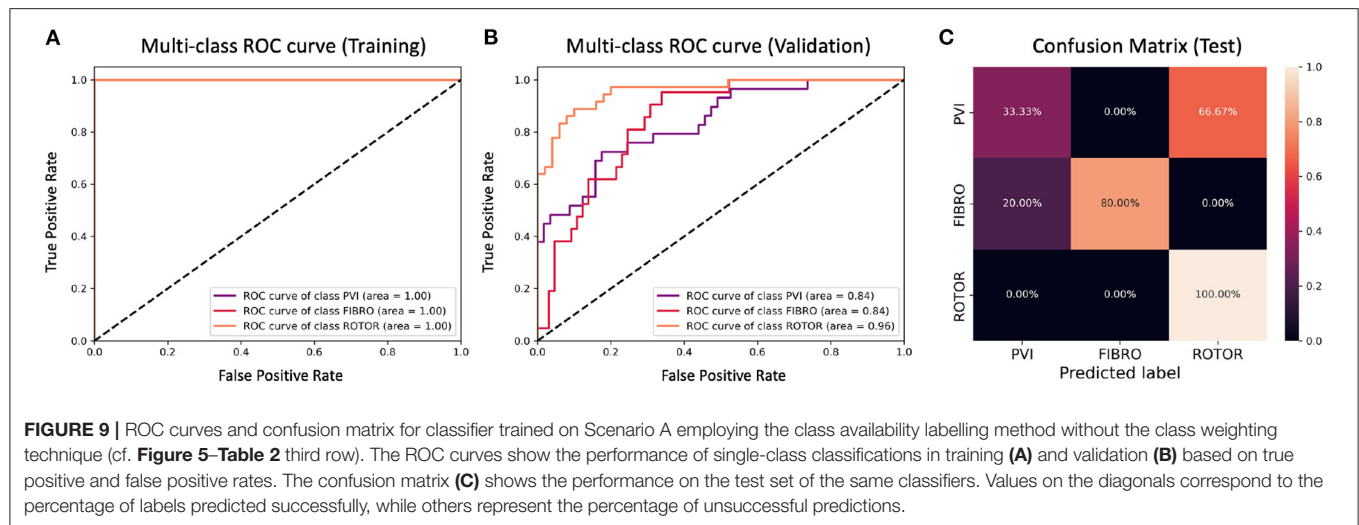 A
Multi-class ROC curve (Training)
1.0
0.8
0.6
0.4
0.2
0.0
True Positive Rate
ROC curve of class PVI (area = 1.00)
ROC curve of class FIBRO (area = 1.00)
ROC curve of class ROTOR (area = 1.00)
0.0 0.2 0.4 0.6 0.8 1.0
False Positive Rate
B
Multi-class ROC curve (Validation)
1.0
0.8
0.6
0.4
0.2
0.0
True Positive Rate
ROC curve of class PVI (area = 0.84)
ROC curve of class FIBRO (area = 0.84)
ROC curve of class ROTOR (area = 0.96)
0.0 0.2 0.4 0.6 0.8 1.0
False Positive Rate
C
Confusion Matrix (Test)
PVI 33.33% 0.00% 66.67%
FIBRO 20.00% 80.00% 0.00%
ROTOR 0.00% 0.00% 100.00%
PVI FIBRO ROTOR
Predicted label
1.0
0.8
0.6
0.4
0.2
0.0
FIGURE 9 | ROC curves and confusion matrix for classifier trained on Scenario A employing the class availability labelling method without the class weighting
technique (cf. Figure 5–Table 2 third row). The ROC curves show the performance of single-class classifications in training (A) and validation (B) based on true
positive and false positive rates. The confusion matrix (C) shows the performance on the test set of the same classifiers. Values on the diagonals correspond to the
percentage of labels predicted successfully, while others represent the percentage of unsuccessful predictions.